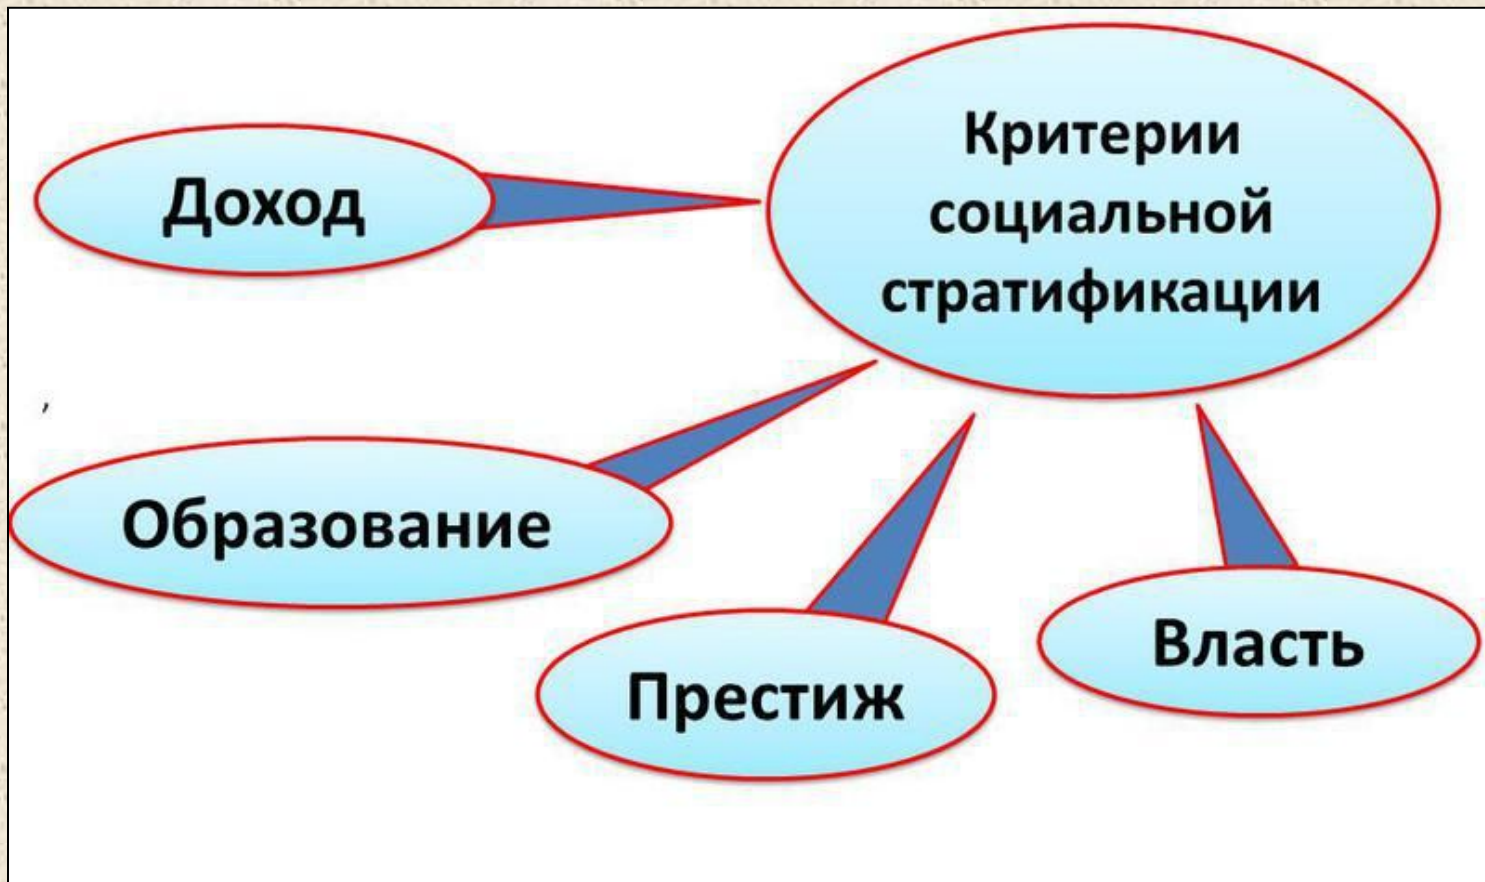 Критерии
социальной
стратификации
Доход
,
Образование
Престиж
Власть